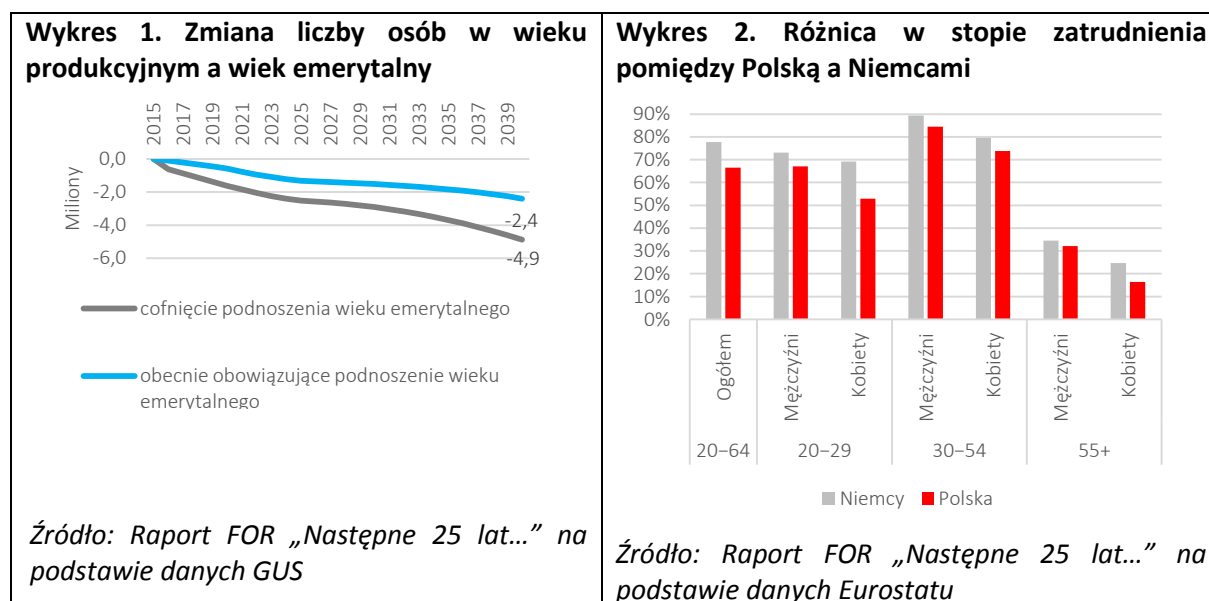 Wykres 1. Zmiana liczby osób w wieku
produkcyjnym a wiek emerytalny
2015
2017
2019
2021
2023
2025
2027
2029
2031
2033
2035
2037
2039
Miliony
0,0
-2,0
-4,0
-6,0
-2,4
-4,9
cofnięcie podnoszenia wieku emerytalnego
obecnie obowiązujące podnoszenie wieku
emerytalnego
Źródło: Raport FOR „Następne 25 lat…” na
podstawie danych GUS
Wykres 2. Różnica w stopie zatrudnienia
pomiędzy Polską a Niemcami
90%
80%
70%
60%
50%
40%
30%
20%
10%
0%
Ogółem
Mężczyźni
Kobiety
Mężczyźni
Kobiety
Mężczyźni
Kobiety
20−64
20−29
30−54
55+
Niemcy
Polska
Źródło: Raport FOR „Następne 25 lat…” na
podstawie danych Eurostatu